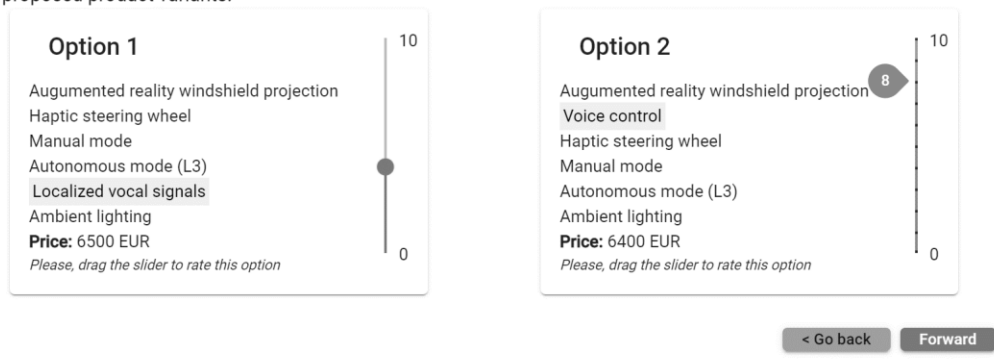 proposed product variants.
Option 1
10
Augumented reality windshield projection
Haptic steering wheel
Manual mode
Autonomous mode (L3)
Localized vocal signals
Ambient lighting
Price: 6500 EUR
0
Please, drag the slider to rate this option
Option 2
10
8
Augumented reality windshield projection
Voice control
Haptic steering wheel
Manual mode
Autonomous mode (L3)
Ambient lighting
Price: 6400 EUR
0
Please, drag the slider to rate this option
< Go back
Forward